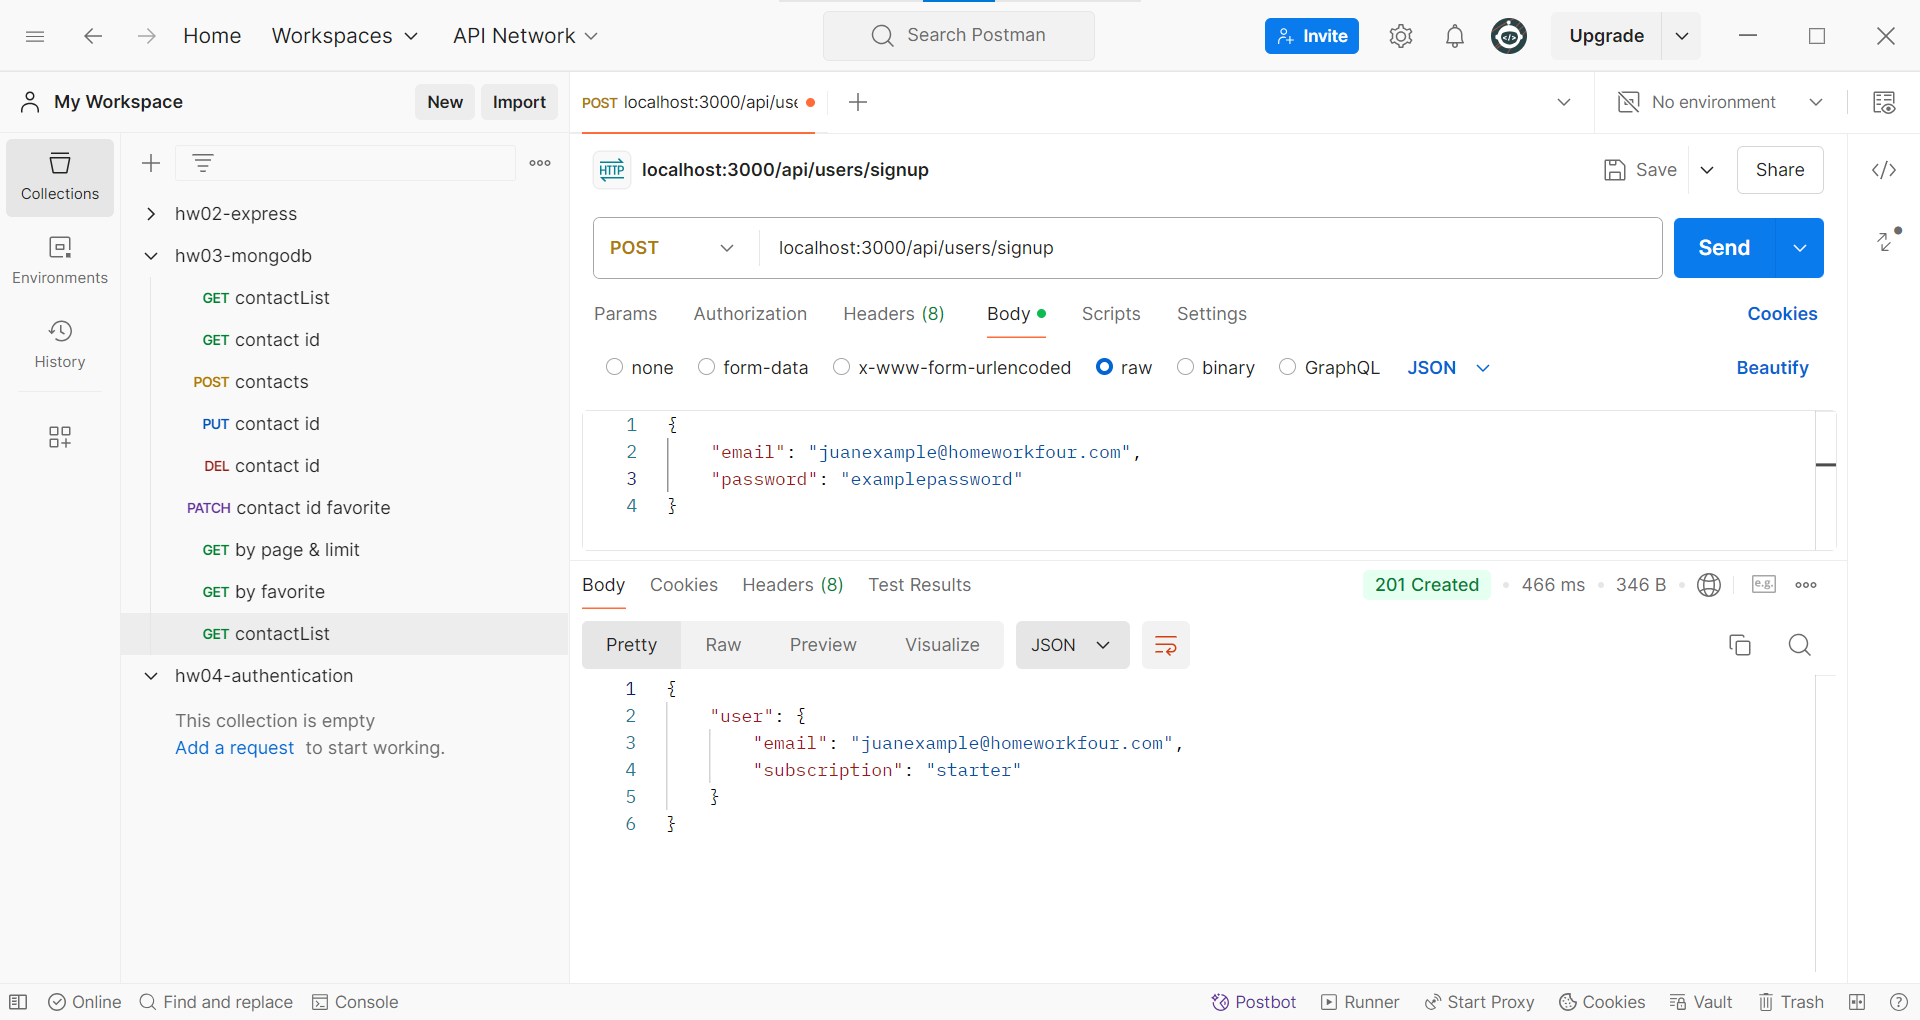 Home
Workspaces
API Network
Search Postman
Invite
Upgrade
My Workspace
New
Import
POST localhost:3000/api/use
No environment
Collections
Environments
History
hw02-express
hw03-mongodb
GET contactList
GET contact id
POST contacts
PUT contact id
DEL contact id
PATCH contact id favorite
GET by page & limit
GET by favorite
GET contactList
hw04-authentication
This collection is empty
Add a request to start working.
HTTP localhost:3000/api/users/signup
Save
Share
POST
localhost:3000/api/users/signup
Send
Params
Authorization
Headers (8)
Body
Scripts
Settings
Cookies
none
form-data
x-www-form-urlencoded
raw
binary
GraphQL
JSON
Beautify
1 {
2 "email": "juanexample@homeworkfour.com",
3 "password": "examplepassword"
4 }
Body
Cookies
Headers (8)
Test Results
201 Created
466 ms
346 B
e.g.
Pretty
Raw
Preview
Visualize
JSON
1 {
2 "user": {
3 "email": "juanexample@homeworkfour.com",
4 "subscription": "starter"
5 }
6 }
Online
Find and replace
Console
Postbot
Runner
Start Proxy
Cookies
Vault
Trash